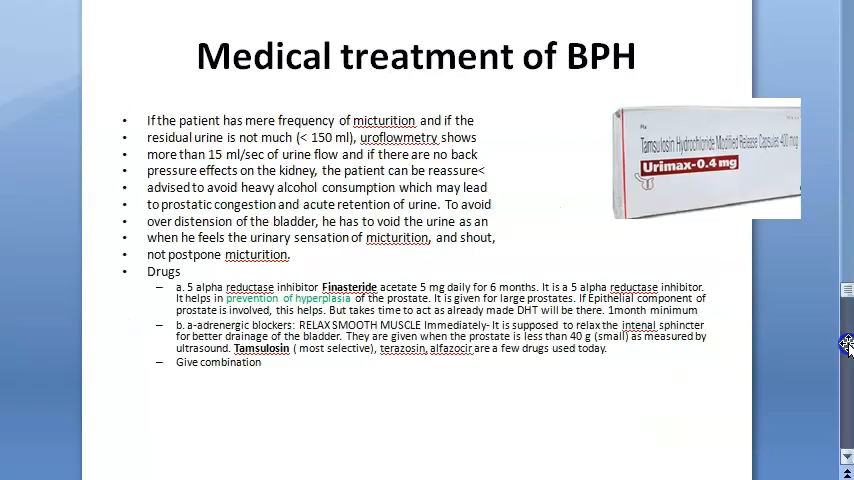 Medical treatment of BPH
• If the patient has mere frequency of micturition and if the
• residual urine is not much (< 150 ml), uroflowmetry shows
• more than 15 ml/sec of urine flow and if there are no back
• pressure effects on the kidney, the patient can be reassure<
• advised to avoid heavy alcohol consumption which may lead
• to prostatic congestion and acute retention of urine. To avoid
• over distension of the bladder, he has to void the urine as an
• when he feels the urinary sensation of micturition, and shout,
• not postpone micturition.
• Drugs
– a. 5 alpha reductase inhibitor Finasteride acetate 5 mg daily for 6 months. It is a 5 alpha reductase inhibitor.
It helps in prevention of hyperplasia of the prostate. It is given for large prostates. If Epithelial component of
prostate is involved, this helps. But takes time to act as already made DHT will be there. 1month minimum
– b. a-adrenergic blockers: RELAX SMOOTH MUSCLE Immediately- It is supposed to relax the intenal sphincter
for better drainage of the bladder. They are given when the prostate is less than 40 g (small) as measured by
ultrasound. Tamsulosin ( most selective), terazosin, alfazocir are a few drugs used today.
– Give combination
Rx
Tamsulosin Hydrochloride Modified Release Capsules 400 mcg
Urimax-0.4 mg